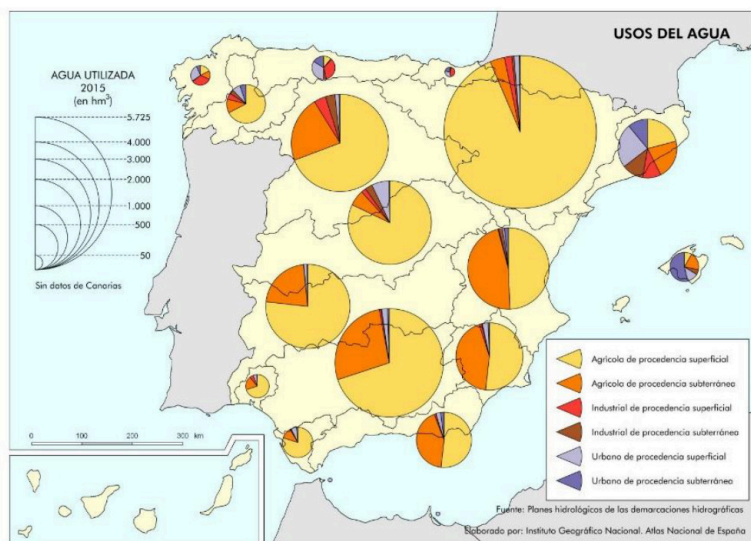 USOS DEL AGUA
AGUA UTILIZADA
2015
(en hm³)
5.725
4.000
3.000
2.000
1.000
500
50
Sin datos de Canarias
0 100 200 300 km
Agrícola de procedencia superficial
Agrícola de procedencia subterránea
Industrial de procedencia superficial
Industrial de procedencia subterránea
Urbano de procedencia superficial
Urbano de procedencia subterráneo
Fuente: Planes hidrológicos de las demarcaciones hidrográficas
Elaborado por: Instituto Geográfico Nacional. Atlas Nacional de España